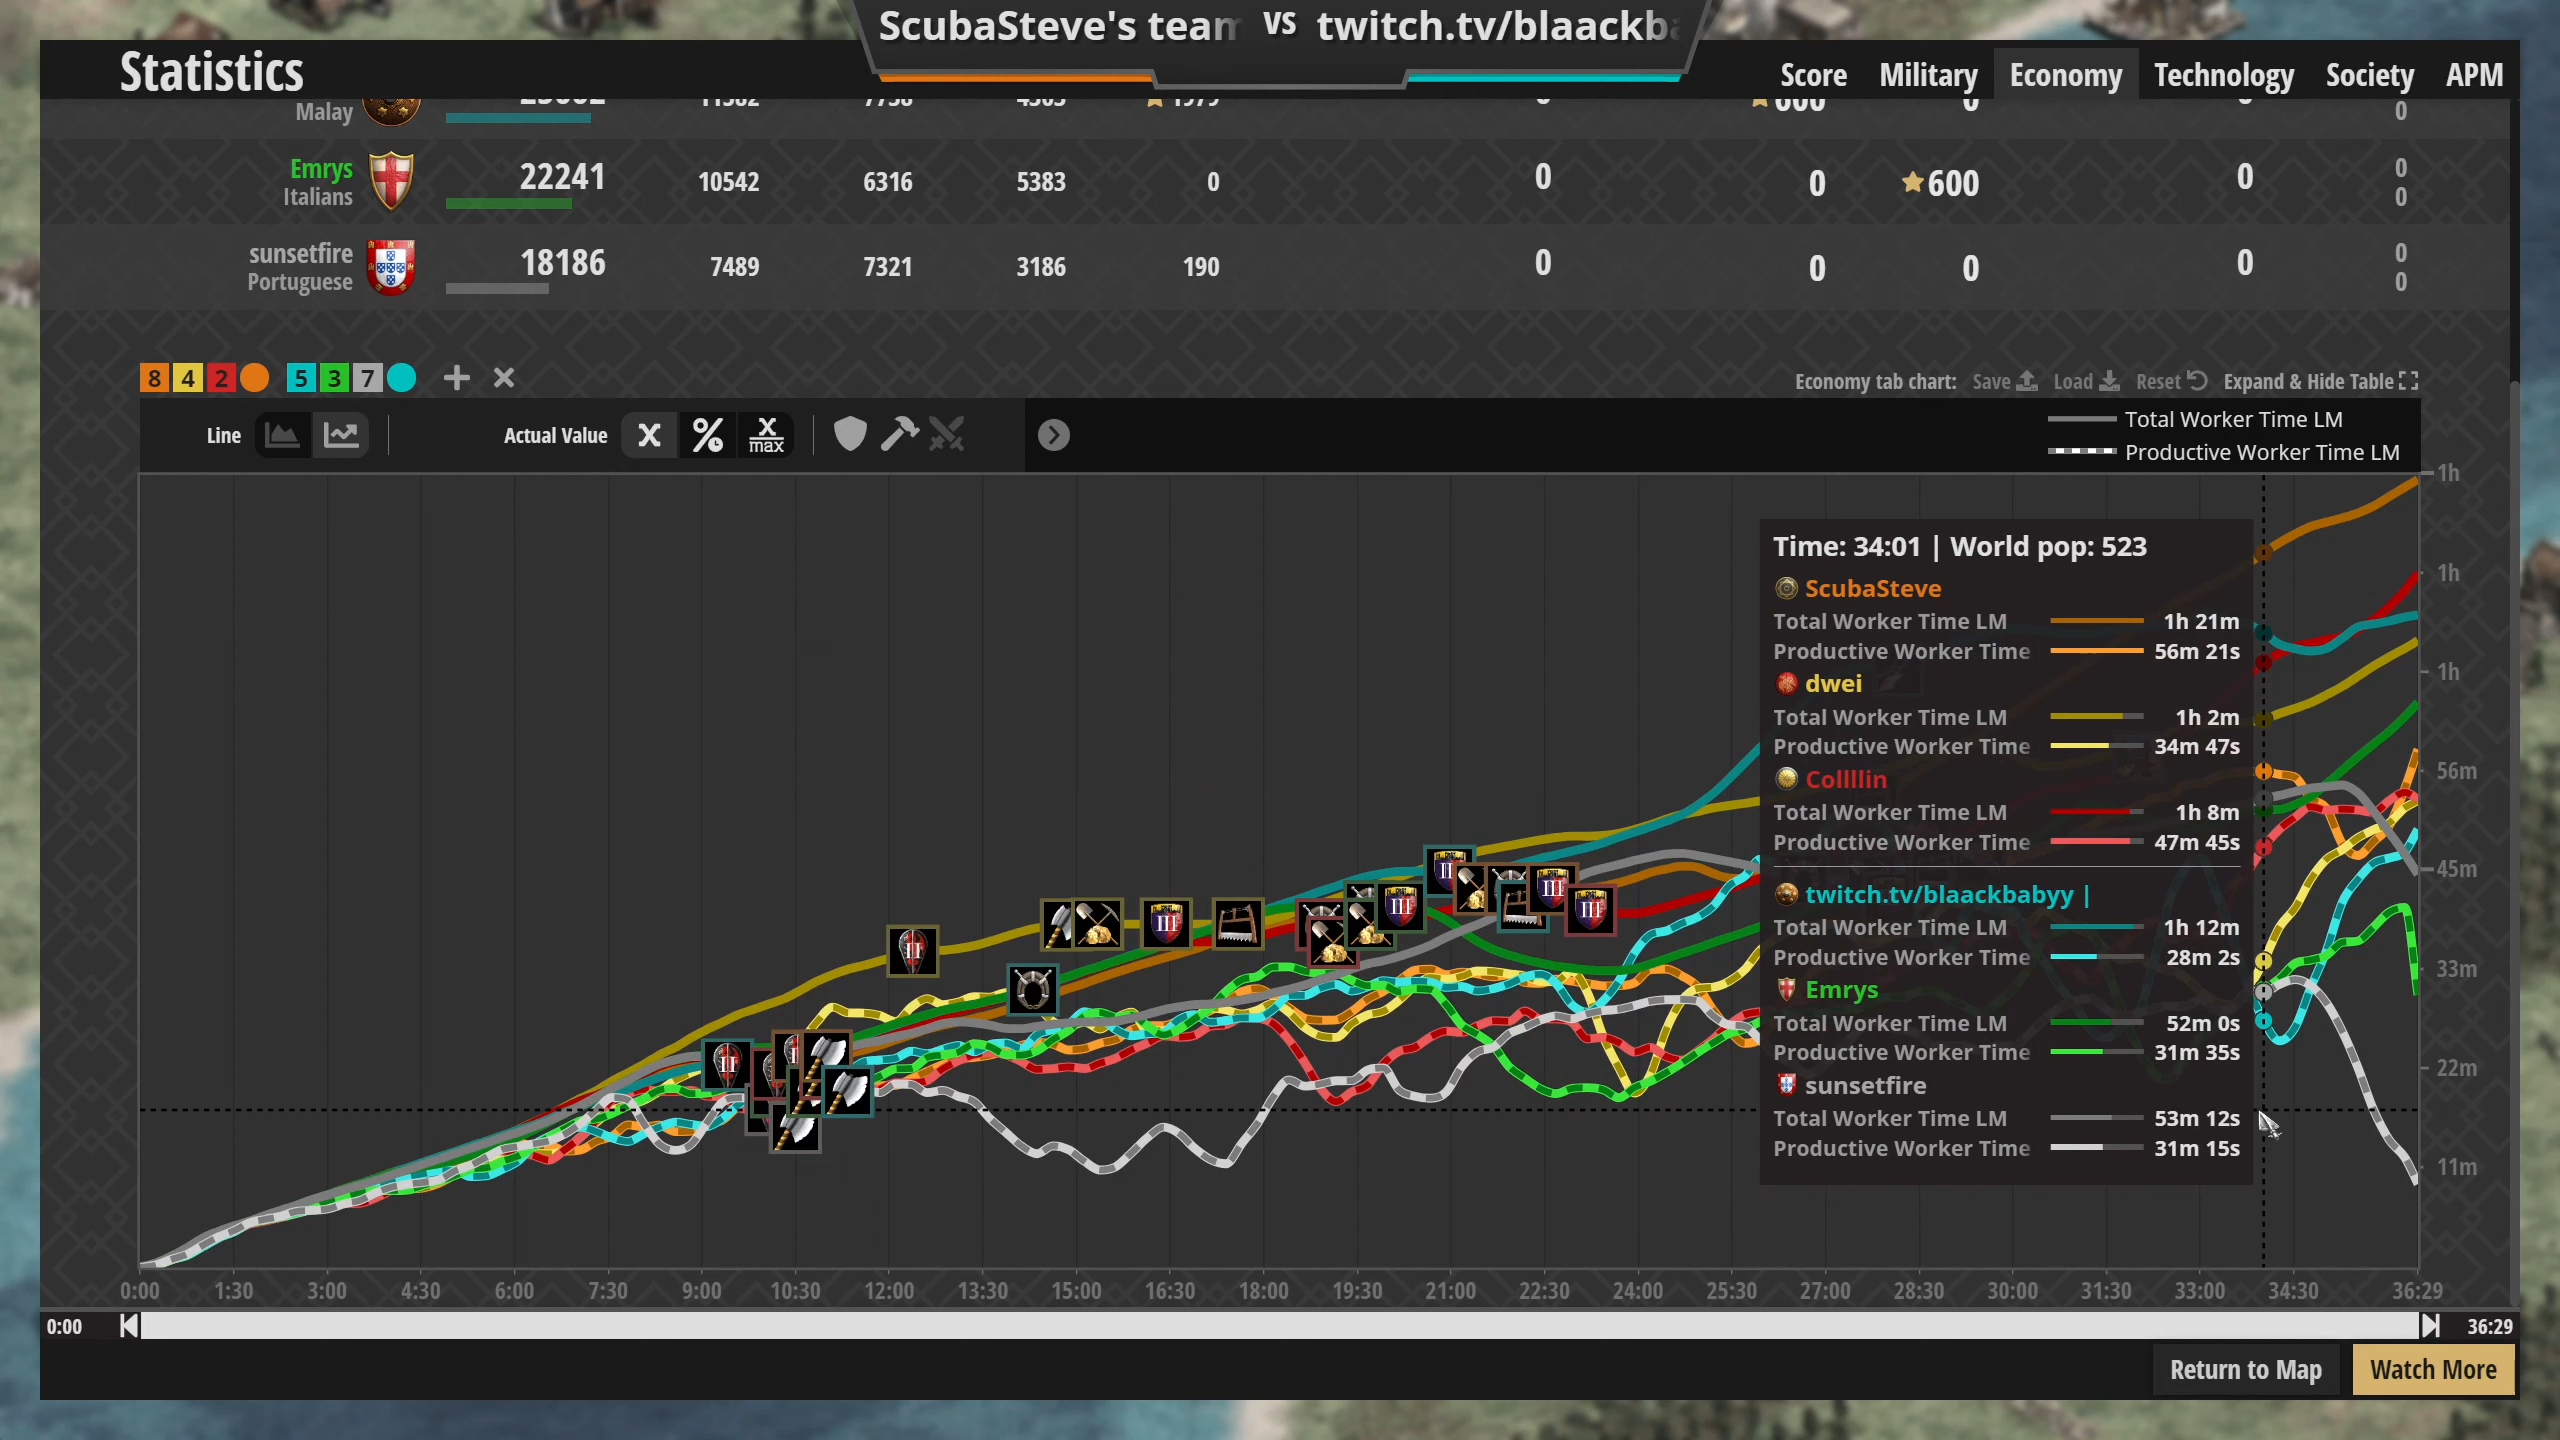 ScubaSteve's team VS twitch.tv/blaackba
Statistics
Score Military Economy Technology Society APM
Malay
0
Emrys 22241 10542 6316 5383 0 0 0 600 0 0
Italians 0
sunsetfire 18186 7489 7321 3186 190 0 0 0 0 0
Portuguese 0
8 4 2 5 3 7
Economy tab chart: Save Load Reset Expand & Hide Table
Line Actual Value X % X max
Total Worker Time LM
Productive Worker Time LM
1h
1h
1h
56m
45m
33m
22m
11m
Time: 34:01 | World pop: 523
ScubaSteve
Total Worker Time LM 1h 21m
Productive Worker Time 56m 21s
dwei
Total Worker Time LM 1h 2m
Productive Worker Time 34m 47s
Collllin
Total Worker Time LM 1h 8m
Productive Worker Time 47m 45s
twitch.tv/blaackbabyy |
Total Worker Time LM 1h 12m
Productive Worker Time 28m 2s
Emrys
Total Worker Time LM 52m 0s
Productive Worker Time 31m 35s
sunsetfire
Total Worker Time LM 53m 12s
Productive Worker Time 31m 15s
0:00 1:30 3:00 4:30 6:00 7:30 9:00 10:30 12:00 13:30 15:00 16:30 18:00 19:30 21:00 22:30 24:00 25:30 27:00 28:30 30:00 31:30 33:00 34:30 36:29
0:00 36:29
Return to Map Watch More